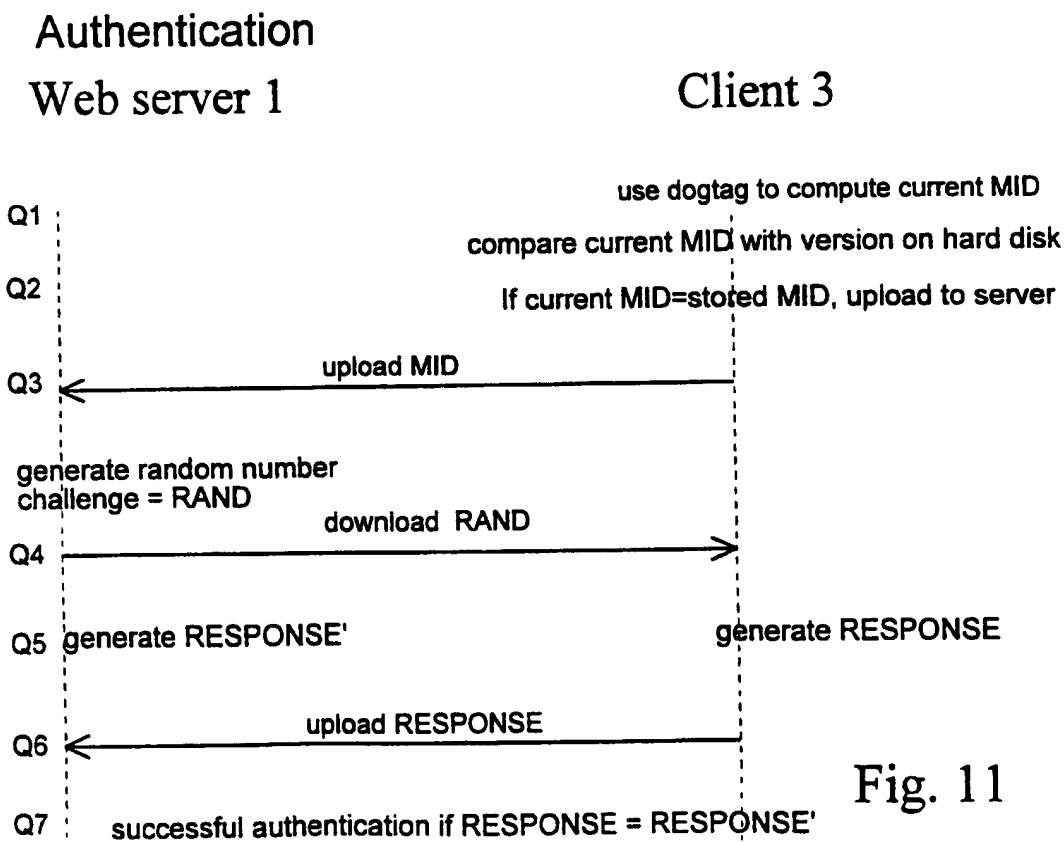 Authentication
Web server 1
Client 3
use dogtag to compute current MID
Q1
compare current MID with version on hard disk
Q2
If current MID=stored MID, upload to server
upload MID
Q3
generate random number
challenge = RAND
download RAND
Q4
Q5
generate RESPONSE'
generate RESPONSE
upload RESPONSE
Q6
Fig. 11
Q7
successful authentication if RESPONSE = RESPONSE'